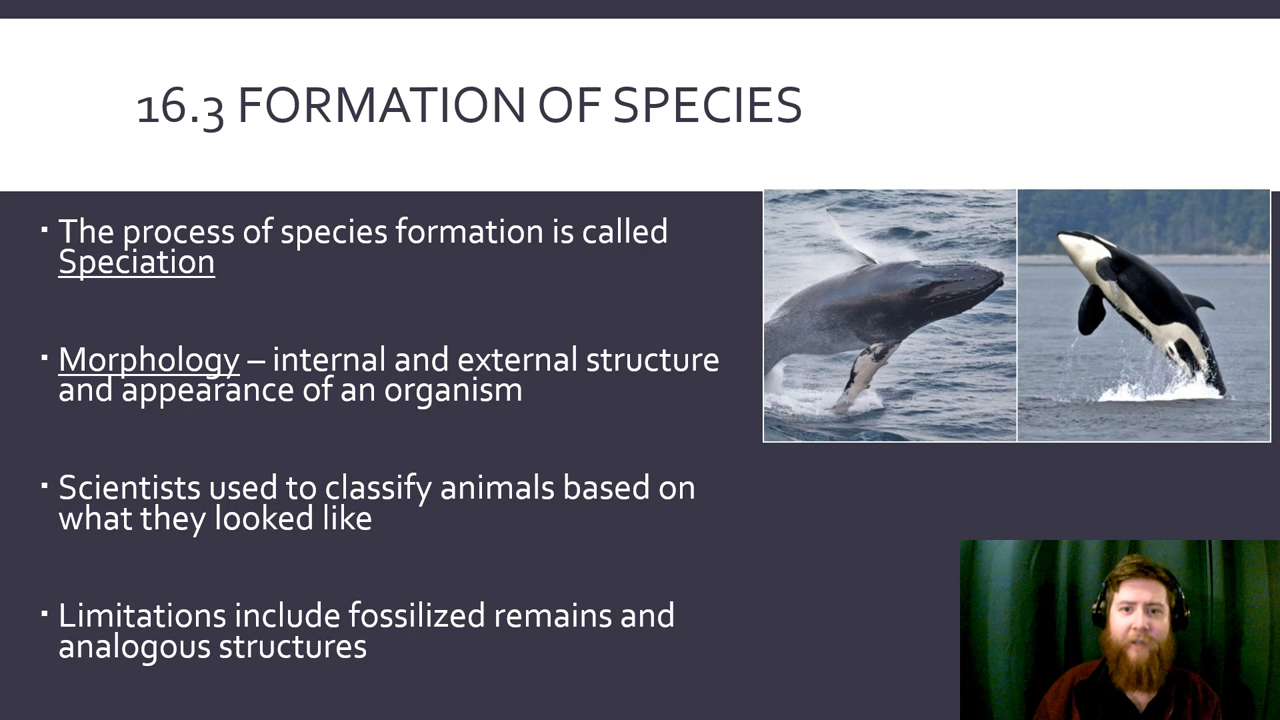 16.3 FORMATION OF SPECIES
▪ The process of species formation is called
Speciation
▪ Morphology – internal and external structure
and appearance of an organism
▪ Scientists used to classify animals based on
what they looked like
▪ Limitations include fossilized remains and
analogous structures